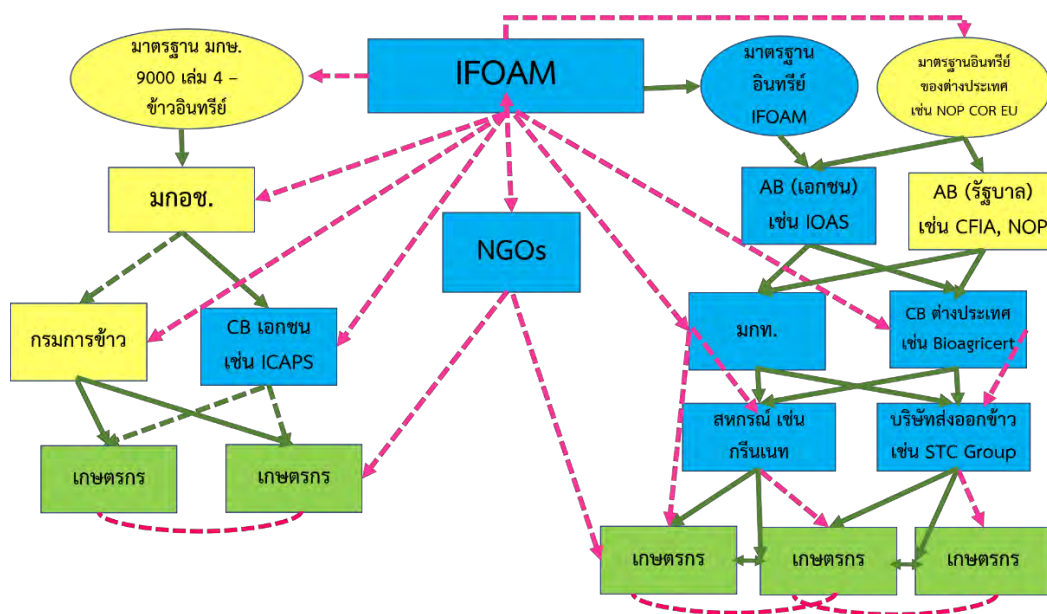 มาตรฐาน มกษ.
9000 เล่ม 4 –
ข้าวอินทรีย์
IFOAM
มาตรฐาน
อินทรีย์
IFOAM
มาตรฐานอินทรีย์
ของต่างประเทศ
เช่น NOP COR EU
มกอช.
NGOs
AB (เอกชน)
เช่น IOAS
AB (รัฐบาล)
เช่น CFIA, NOP
กรมการข้าว
CB เอกชน
เช่น ICAPS
มกท.
CB ต่างประเทศ
เช่น Bioagricert
สหกรณ์ เช่น
กรีนเนท
บริษัทส่งออกข้าว
เช่น STC Group
เกษตรกร
เกษตรกร
เกษตรกร
เกษตรกร
เกษตรกร